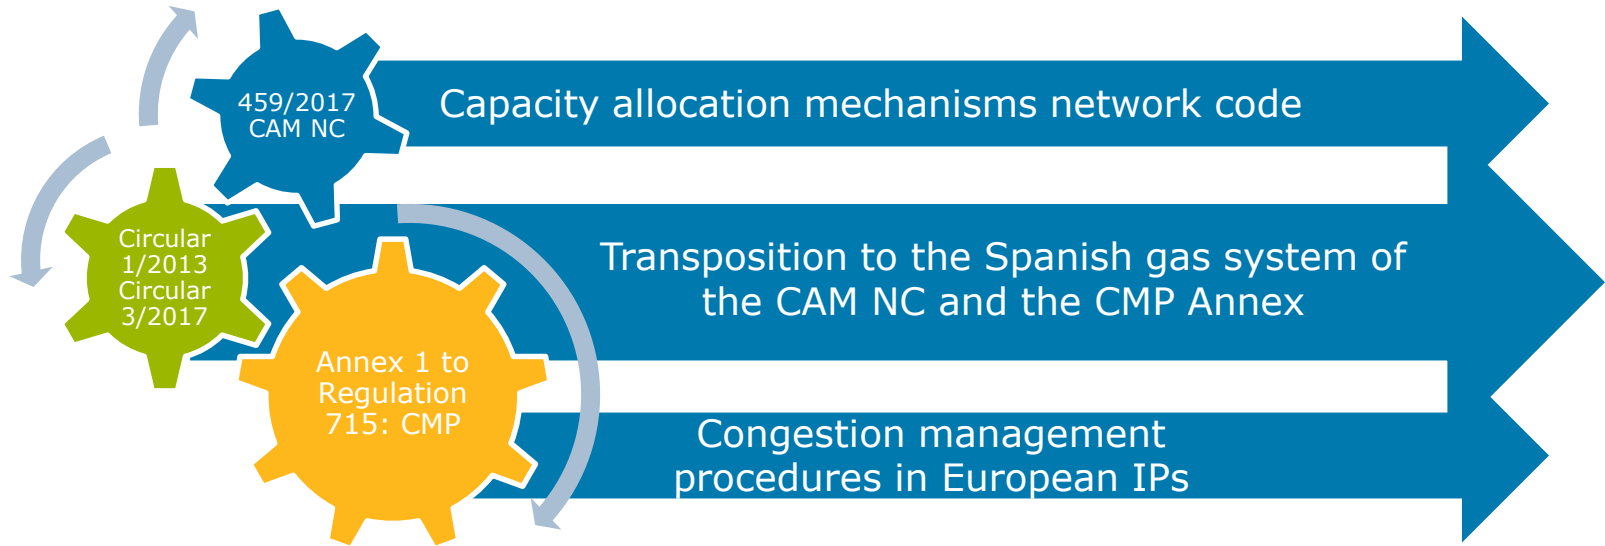 459/2017
CAM NC
Capacity allocation mechanisms network code
Circular
1/2013
Circular
3/2017
Transposition to the Spanish gas system of
the CAM NC and the CMP Annex
Annex 1 to
Regulation
715: CMP
Congestion management
procedures in European IPs